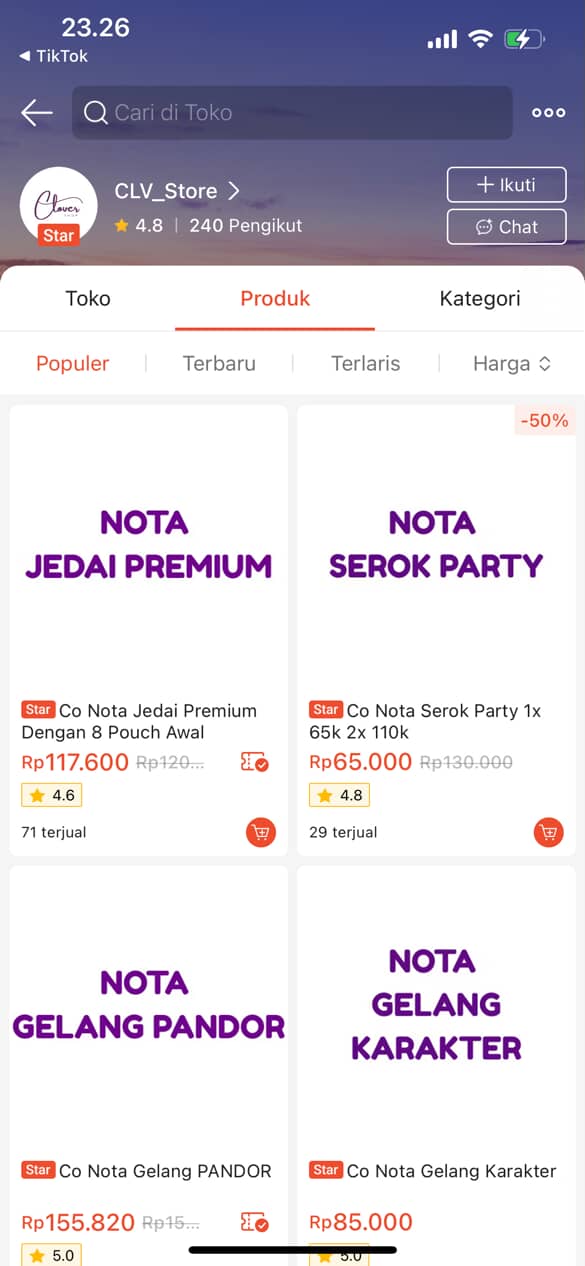 23.26
◀ TikTok
Cari di Toko
Clover
Star
CLV_Store
4.8
240 Pengikut
+ Ikuti
Chat
Toko
Produk
Kategori
Populer
Terbaru
Terlaris
Harga
-50%
NOTA
JEDAI PREMIUM
NOTA
SEROK PARTY
Star Co Nota Jedai Premium
Dengan 8 Pouch Awal
Rp117.600 Rp120...
4.6
71 terjual
Star Co Nota Serok Party 1x
65k 2x 110k
Rp65.000 Rp130.000
4.8
29 terjual
NOTA
GELANG PANDOR
NOTA
GELANG
KARAKTER
Star Co Nota Gelang PANDOR
Rp155.820 Rp15...
5.0
Star Co Nota Gelang Karakter
Rp85.000
5.0